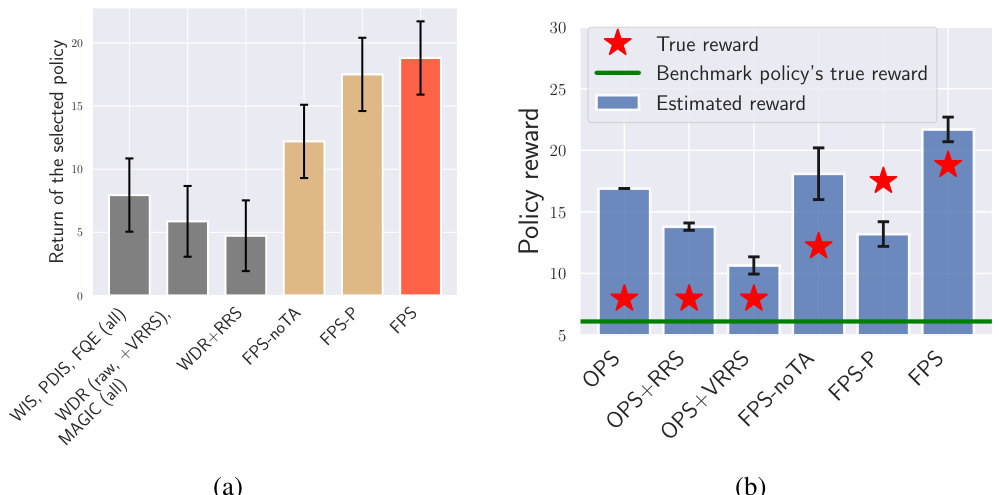 Return of the selected policy
20
15
10
5
0
WIS, PDIS, FQE (all)
WDR (raw, +VRRS),
MAGIC (all)
WDR+RRS
FPS-noTA
FPS-P
FPS
(a)
Policy reward
30
25
20
15
10
5
True reward
Benchmark policy's true reward
Estimated reward
OPS
OPS+RRS
OPS+VRRS
FPS-noTA
FPS-P
FPS
(b)